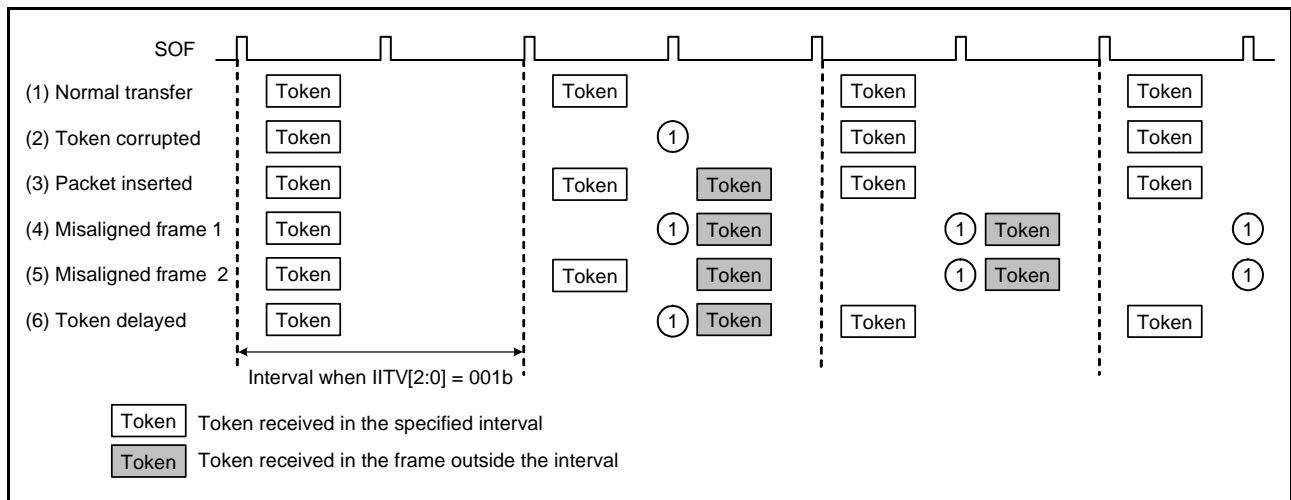 SOF
(1) Normal transfer Token Token Token Token
(2) Token corrupted Token 1 Token Token
(3) Packet inserted Token Token Token Token Token
(4) Misaligned frame 1 Token 1 Token 1 Token 1
(5) Misaligned frame 2 Token Token Token 1 Token 1
(6) Token delayed Token 1 Token Token Token
Interval when IITV[2:0] = 001b
Token Token received in the specified interval
Token Token received in the frame outside the interval